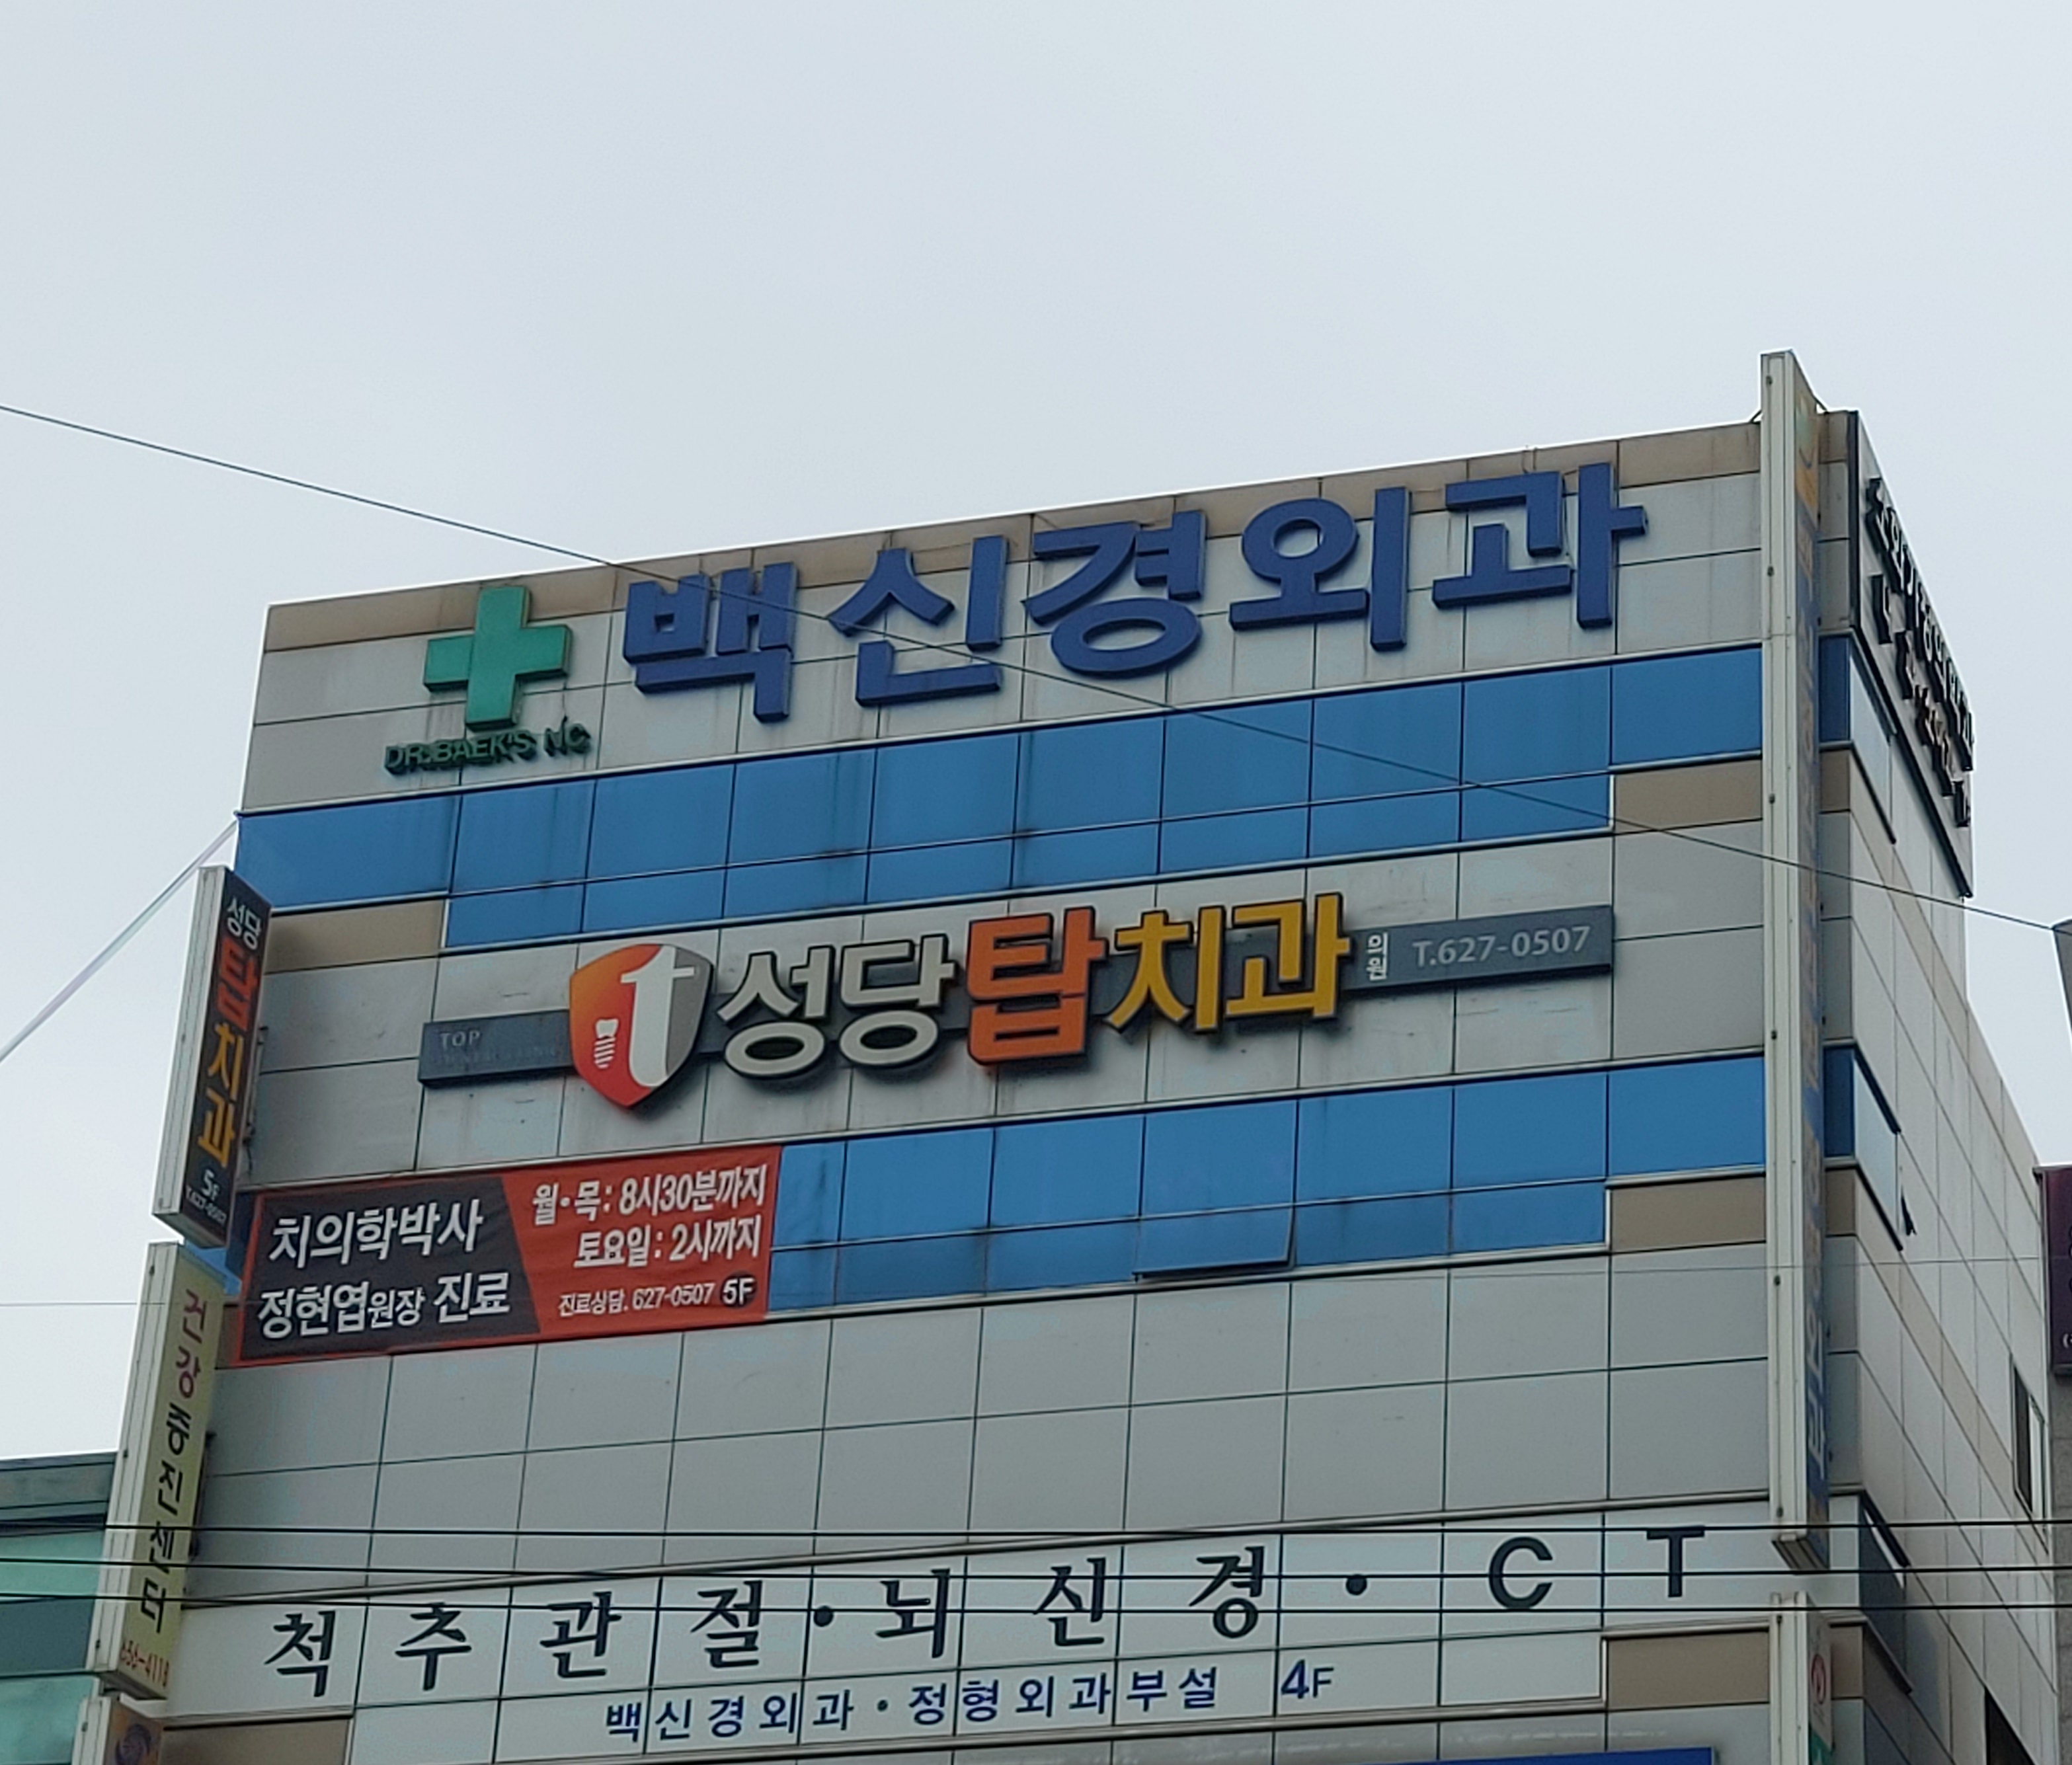 백신경외과
DR.BAEK'S NC
성당탑치과 의원 T.627-0507
TOP
성당
탑치과
5F
T.627-0507
치의학박사
정현엽원장 진료
월·목: 8시30분까지
토요일: 2시까지
진료상담. 627-0507 5F
건강증진센터
656-4118
척추관절·뇌신경·CT
백신경외과·정형외과부설 4F